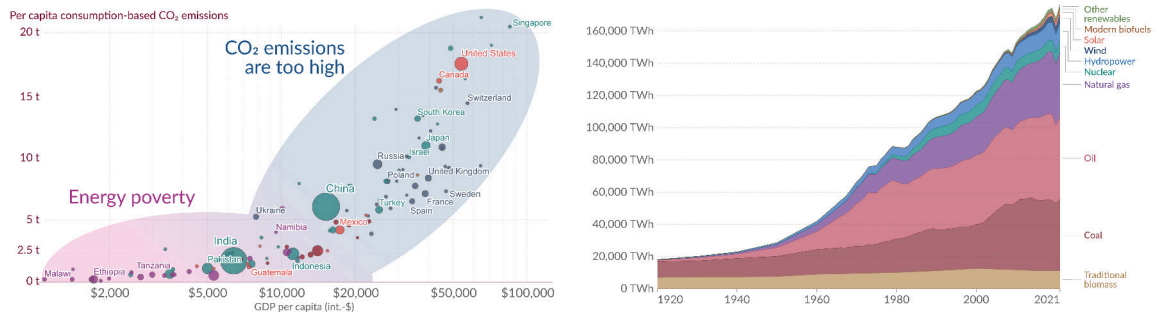 Per capita consumption-based CO₂ emissions
20 t
15 t
10 t
5 t
2.5 t
0 t
CO₂ emissions
are too high
Energy poverty
Singapore
United States
Canada
Switzerland
South Korea
Japan
Israel
Russia
Poland
United Kingdom
Sweden
France
Spain
China
Turkey
Ukraine
Mexico
Namibia
India
Pakistan
Indonesia
Guatemala
Tanzania
Ethiopia
Malawi
$2,000
$5,000
$10,000
$20,000
$50,000
$100,000
GDP per capita (int.-$)
160,000 TWh
140,000 TWh
120,000 TWh
100,000 TWh
80,000 TWh
60,000 TWh
40,000 TWh
20,000 TWh
0 TWh
1920
1940
1960
1980
2000
2021
Other
renewables
Modern biofuels
Solar
Wind
Hydropower
Nuclear
Natural gas
Oil
Coal
Traditional
biomass